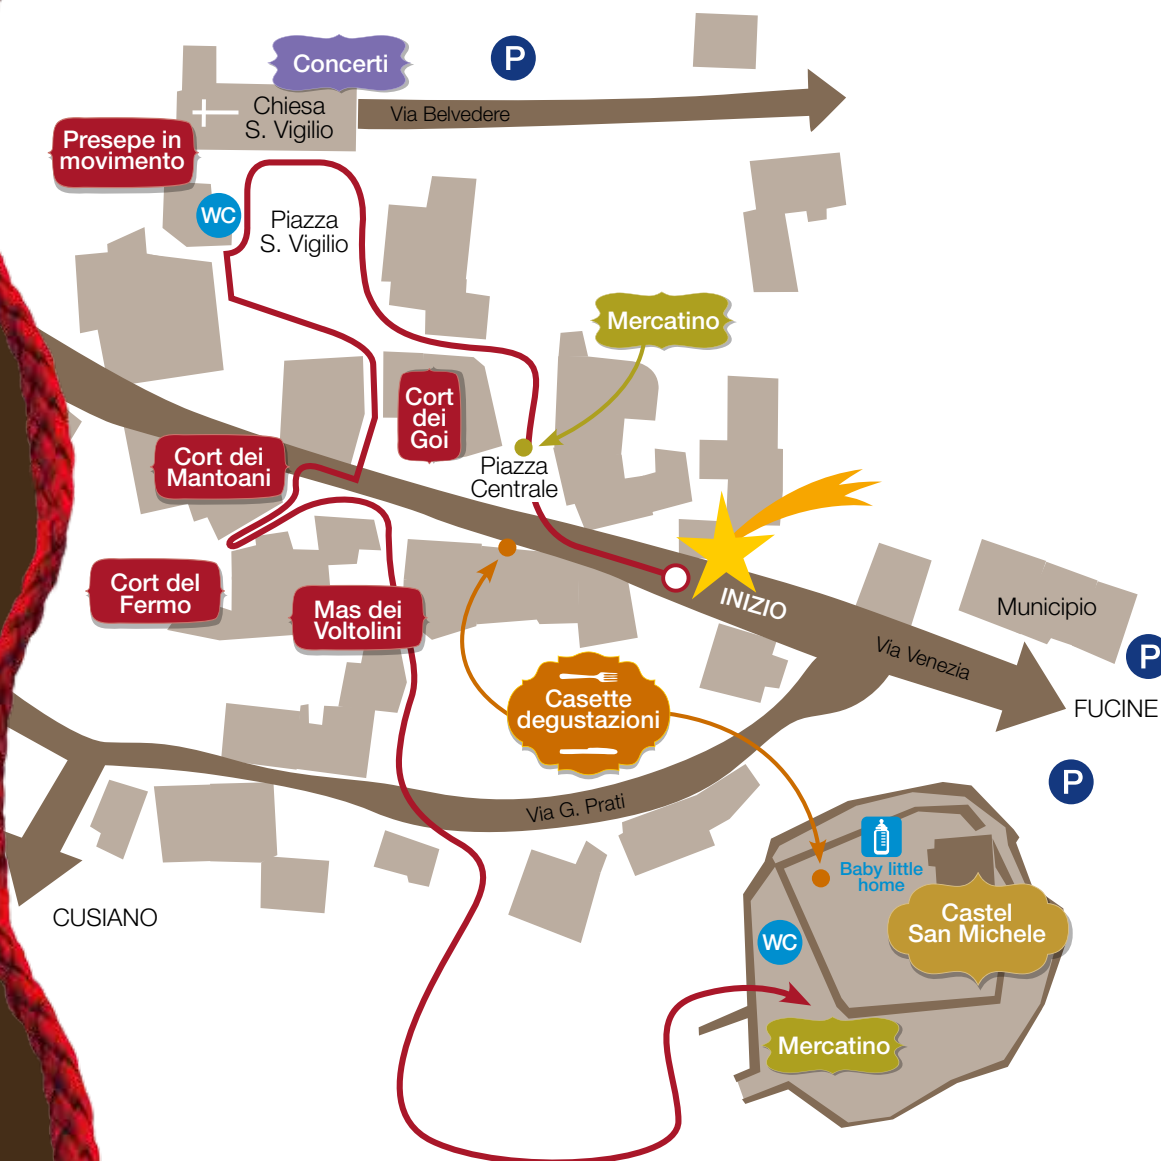 Concerti
P
Chiesa
S. Vigilio
Via Belvedere
Presepe in
movimento
WC
Piazza
S. Vigilio
Mercatino
Cort
dei
Goi
Cort dei
Mantoani
Piazza
Centrale
Cort del
Fermo
Mas dei
Voltolini
INIZIO
Municipio
Via Venezia
P
FUCINE
Casette
degustazioni
P
Via G. Prati
Baby little
home
CUSIANO
Castel
San Michele
WC
Mercatino